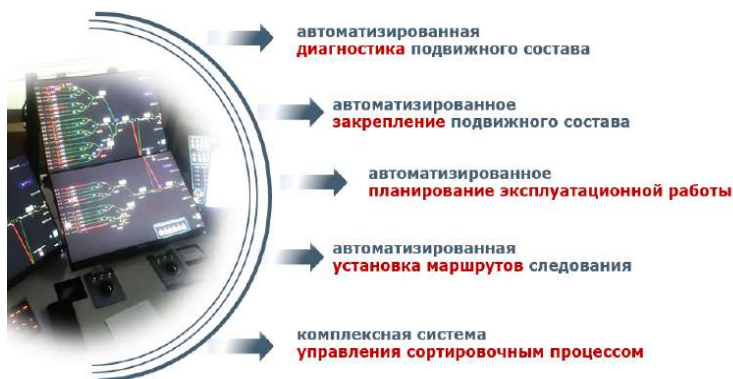 автоматизированная
диагностика подвижного состава
автоматизированное
закрепление подвижного состава
автоматизированное
планирование эксплуатационной работы
автоматизированная
установка маршрутов следования
комплексная система
управления сортировочным процессом